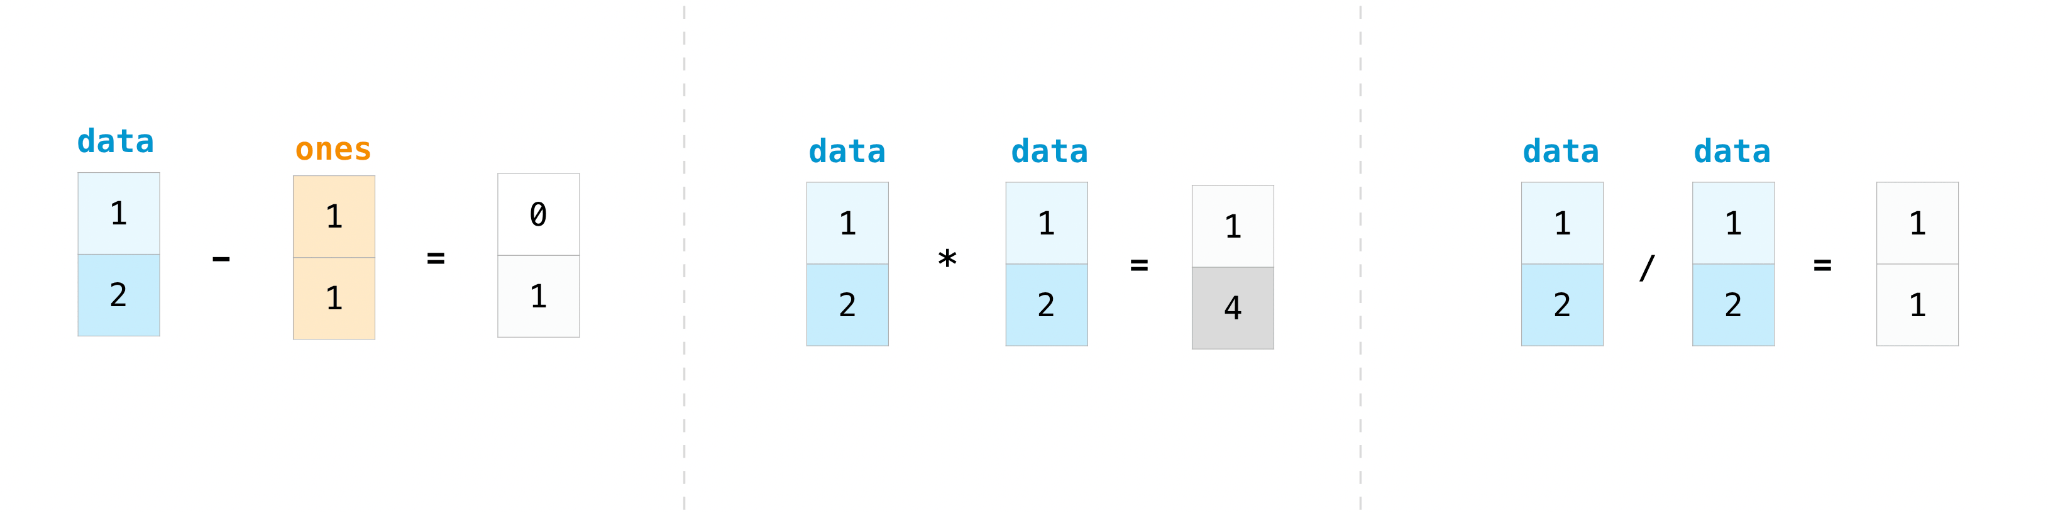 data ones
1 1 0
- =
2 1 1
data data
1 1 1
* =
2 2 4
data data
1 1 1
/ =
2 2 1